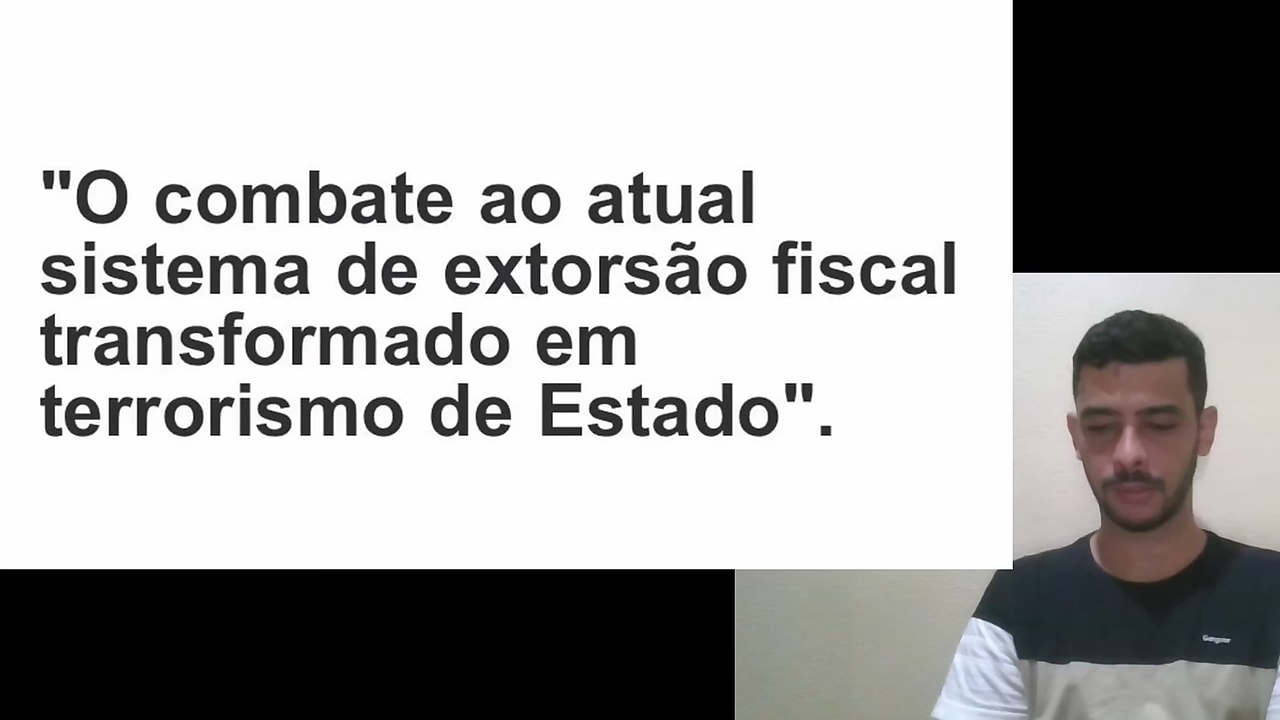 "O combate ao atual
sistema de extorsão fiscal
transformado em
terrorismo de Estado".